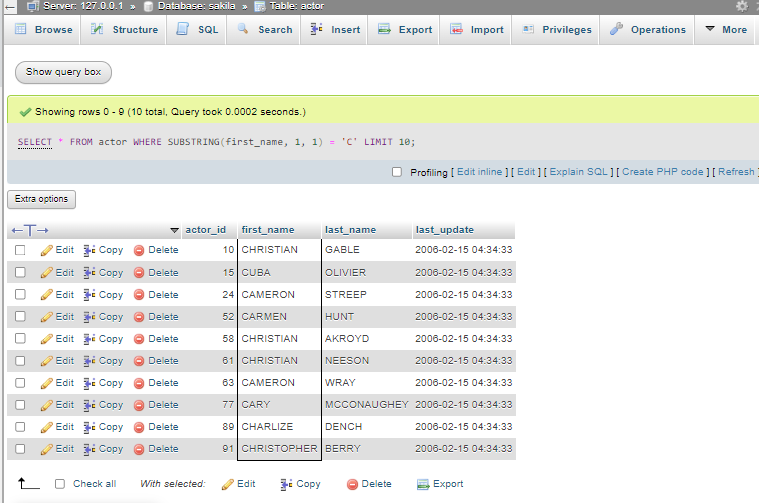 Server: 127.0.0.1 » Database: sakila » Table: actor
Browse Structure SQL Search Insert Export Import Privileges Operations More
Show query box
Showing rows 0 - 9 (10 total, Query took 0.0002 seconds.)
SELECT * FROM actor WHERE SUBSTRING(first_name, 1, 1) = 'C' LIMIT 10;
Profiling [ Edit inline ] [ Edit ] [ Explain SQL ] [ Create PHP code ] [ Refresh ]
Extra options
←T→ actor_id first_name last_name last_update
Edit Copy Delete 10 CHRISTIAN GABLE 2006-02-15 04:34:33
Edit Copy Delete 15 CUBA OLIVIER 2006-02-15 04:34:33
Edit Copy Delete 24 CAMERON STREEP 2006-02-15 04:34:33
Edit Copy Delete 52 CARMEN HUNT 2006-02-15 04:34:33
Edit Copy Delete 58 CHRISTIAN AKROYD 2006-02-15 04:34:33
Edit Copy Delete 61 CHRISTIAN NEESON 2006-02-15 04:34:33
Edit Copy Delete 63 CAMERON WRAY 2006-02-15 04:34:33
Edit Copy Delete 77 CARY MCCONAUGHEY 2006-02-15 04:34:33
Edit Copy Delete 89 CHARLIZE DENCH 2006-02-15 04:34:33
Edit Copy Delete 91 CHRISTOPHER BERRY 2006-02-15 04:34:33
Check all With selected: Edit Copy Delete Export